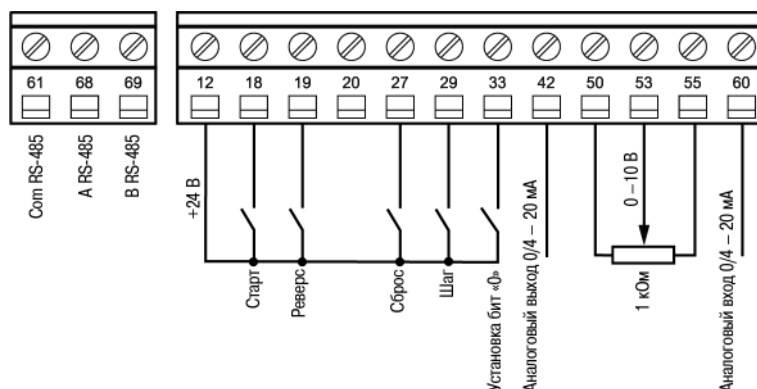 61 68 69 12 18 19 20 27 29 33 42 50 53 55 60
Com RS-485
A RS-485
B RS-485
+24 В
Старт
Реверс
Сброс
Шаг
Установка бит «0»
Аналоговый выход 0/4 – 20 мА
0 –10 В
1 кОм
Аналоговый вход 0/4 – 20 мА